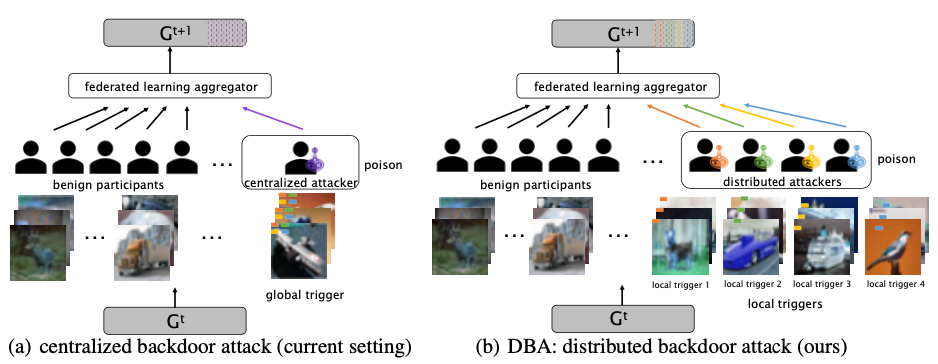 G^t+1
federated learning aggregator
...
benign participants
centralized attacker
poison
...
...
global trigger
G^t
(a) centralized backdoor attack (current setting)
G^t+1
federated learning aggregator
...
benign participants
distributed attackers
poison
...
...
local trigger 1
local trigger 2
local trigger 3
local trigger 4
local triggers
G^t
(b) DBA: distributed backdoor attack (ours)